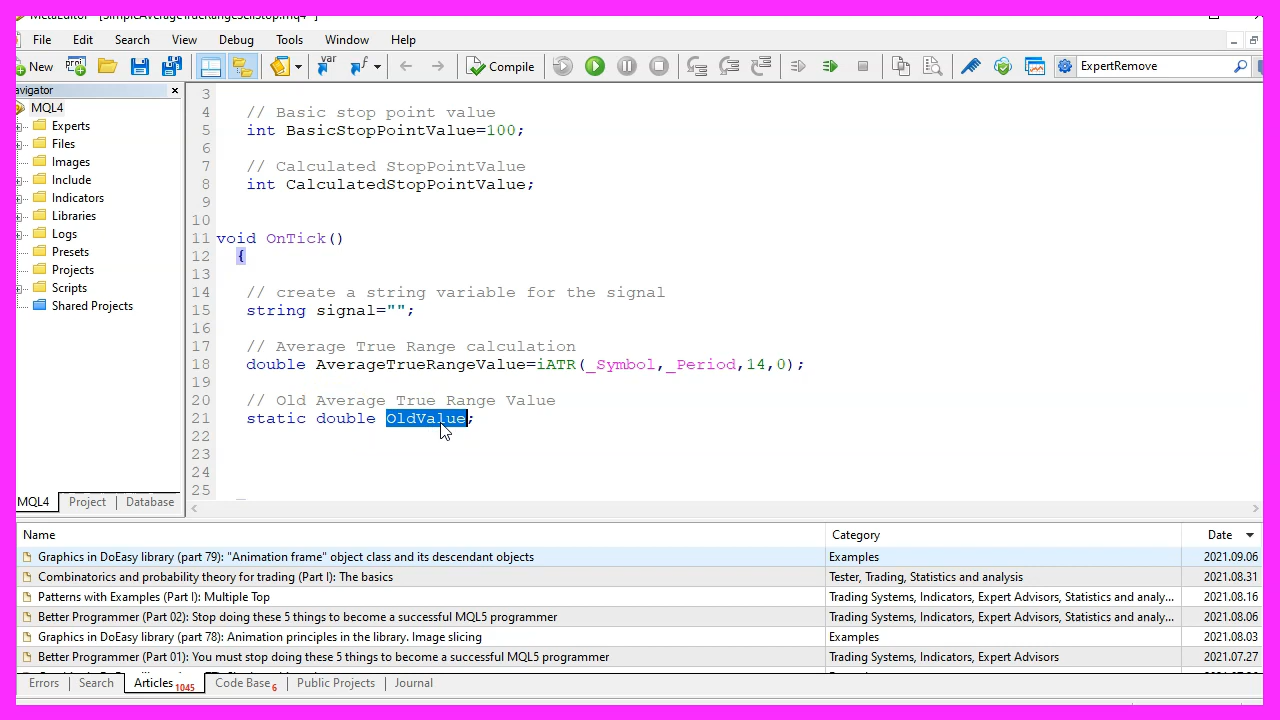 MetaEditor - [SimpleAverageTrueRangeSellStop.mq4 *]
File Edit Search View Debug Tools Window Help
New var Compile ExpertRemove
avigator ×
MQL4
Experts
Files
Images
Include
Indicators
Libraries
Logs
Presets
Projects
Scripts
Shared Projects
MQL4 Project Database
3
4 // Basic stop point value
5 int BasicStopPointValue=100;
6
7 // Calculated StopPointValue
8 int CalculatedStopPointValue;
9
10
11 void OnTick()
12 {
13
14 // create a string variable for the signal
15 string signal="";
16
17 // Average True Range calculation
18 double AverageTrueRangeValue=iATR(_Symbol,_Period,14,0);
19
20 // Old Average True Range Value
21 static double OldValue;
22
23
24
25
Name Category Date
Graphics in DoEasy library (part 79): "Animation frame" object class and its descendant objects Examples 2021.09.06
Combinatorics and probability theory for trading (Part I): The basics Tester, Trading, Statistics and analysis 2021.08.31
Patterns with Examples (Part I): Multiple Top Trading Systems, Indicators, Expert Advisors, Statistics and analy... 2021.08.16
Better Programmer (Part 02): Stop doing these 5 things to become a successful MQL5 programmer Trading Systems, Indicators, Expert Advisors, Statistics and analy... 2021.08.06
Graphics in DoEasy library (part 78): Animation principles in the library. Image slicing Examples 2021.08.03
Better Programmer (Part 01): You must stop doing these 5 things to become a successful MQL5 programmer Trading Systems, Indicators, Expert Advisors 2021.07.27
Errors Search Articles 1045 Code Base 6 Public Projects Journal